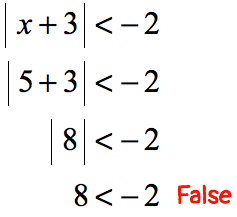 |x+3| < −2
|5+3| < −2
|8| < −2
8 < −2 False